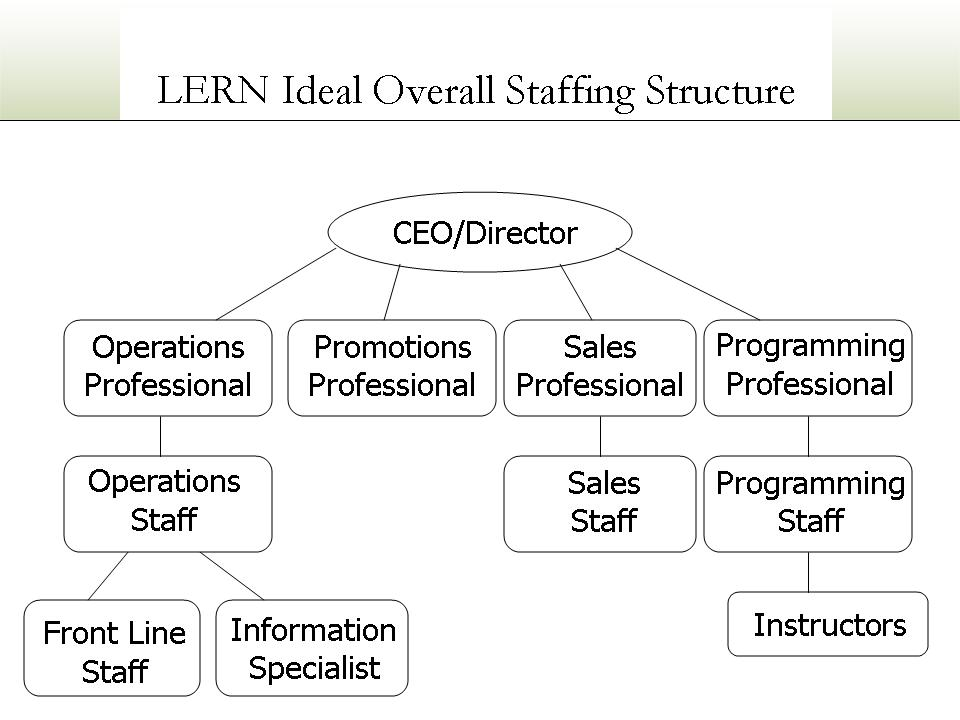 LERN Ideal Overall Staffing Structure
CEO/Director
Operations
Professional
Promotions
Professional
Sales
Professional
Programming
Professional
Operations
Staff
Sales
Staff
Programming
Staff
Front Line
Staff
Information
Specialist
Instructors